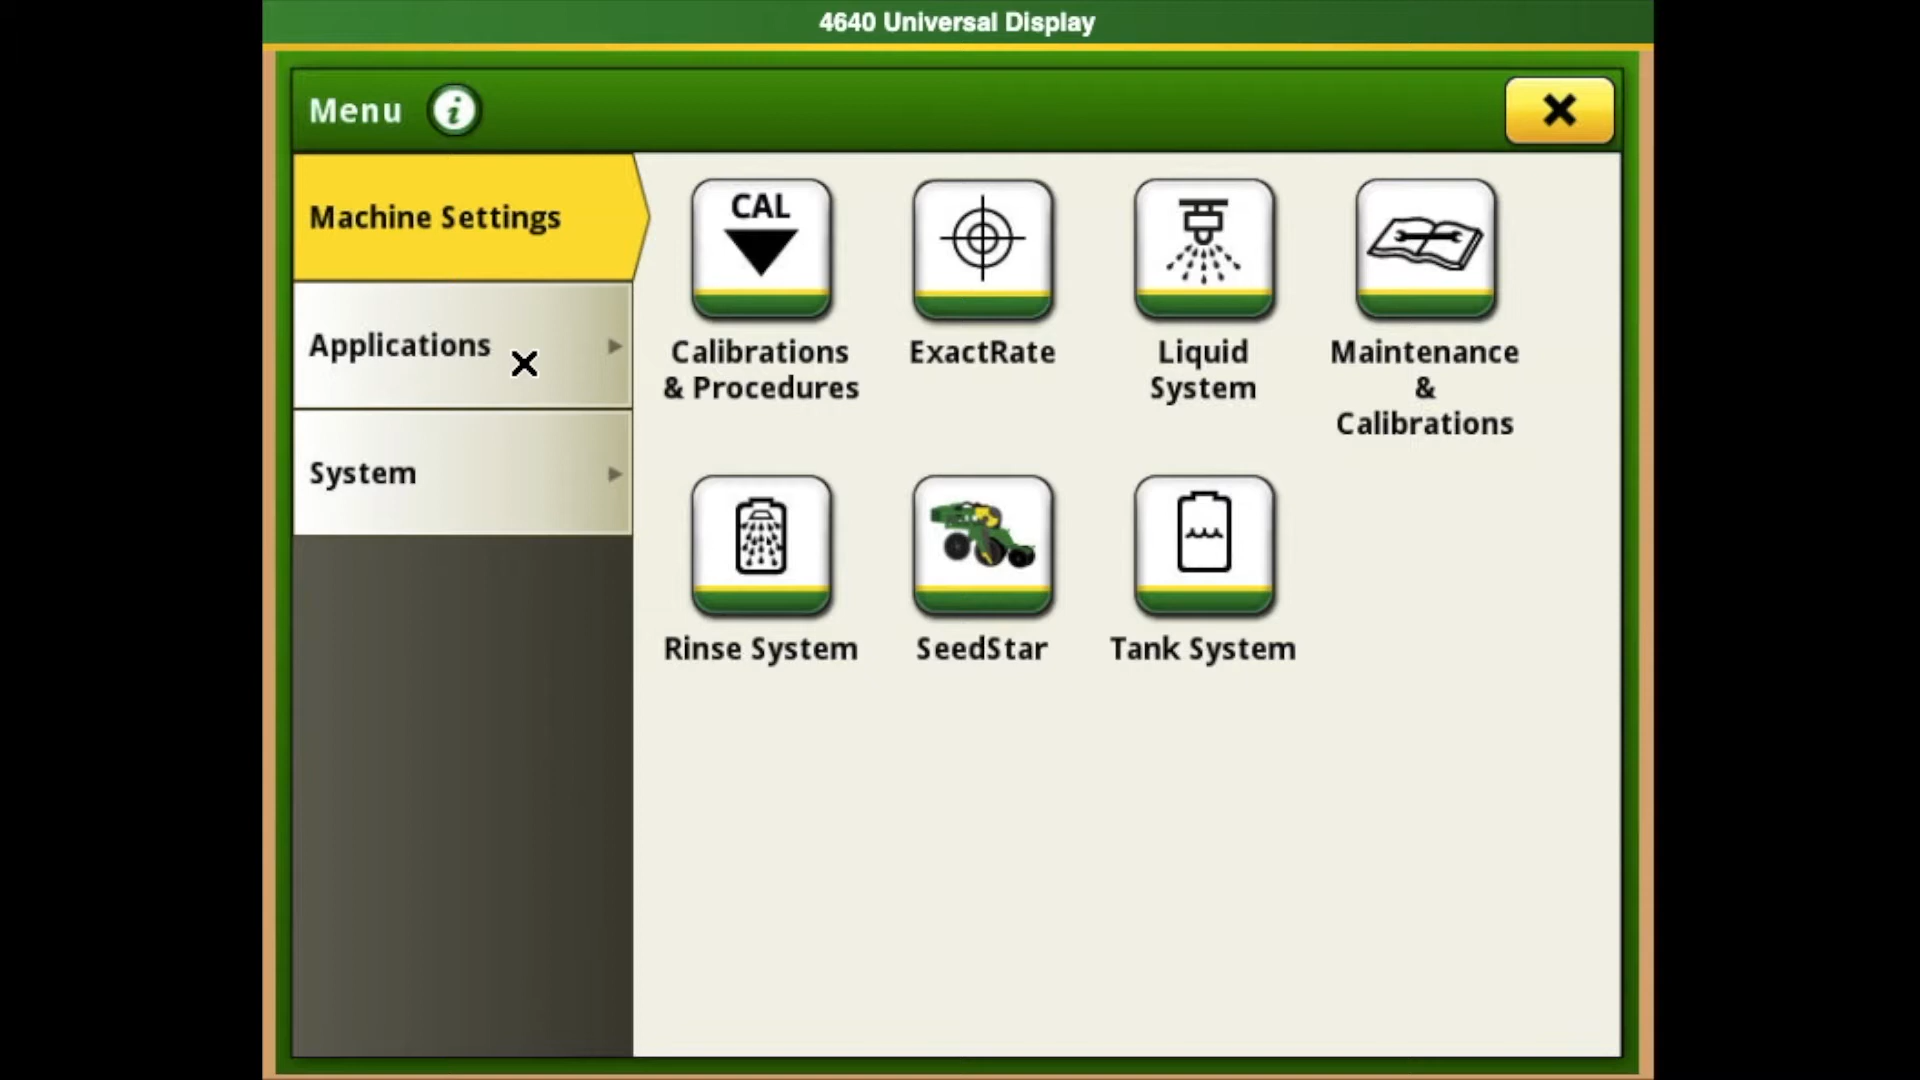 4640 Universal Display
Menu
Machine Settings
Applications
System
CAL
Calibrations
& Procedures
ExactRate
Liquid
System
Maintenance
&
Calibrations
Rinse System
SeedStar
Tank System